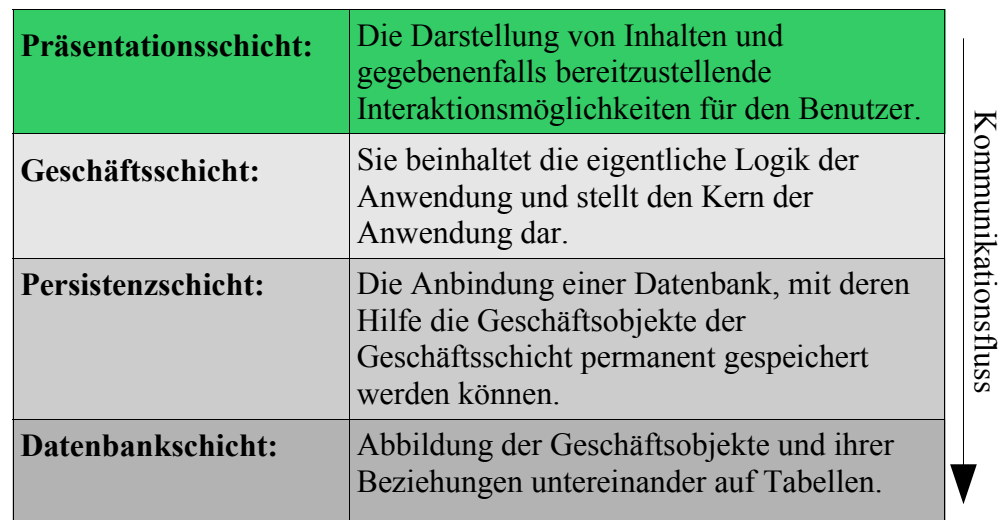 Präsentationsschicht:
Die Darstellung von Inhalten und
gegebenenfalls bereitzustellende
Interaktionsmöglichkeiten für den Benutzer.
Geschäftsschicht:
Sie beinhaltet die eigentliche Logik der
Anwendung und stellt den Kern der
Anwendung dar.
Persistenzschicht:
Die Anbindung einer Datenbank, mit deren
Hilfe die Geschäftsobjekte der
Geschäftsschicht permanent gespeichert
werden können.
Datenbankschicht:
Abbildung der Geschäftsobjekte und ihrer
Beziehungen untereinander auf Tabellen.
Kommunikationsfluss